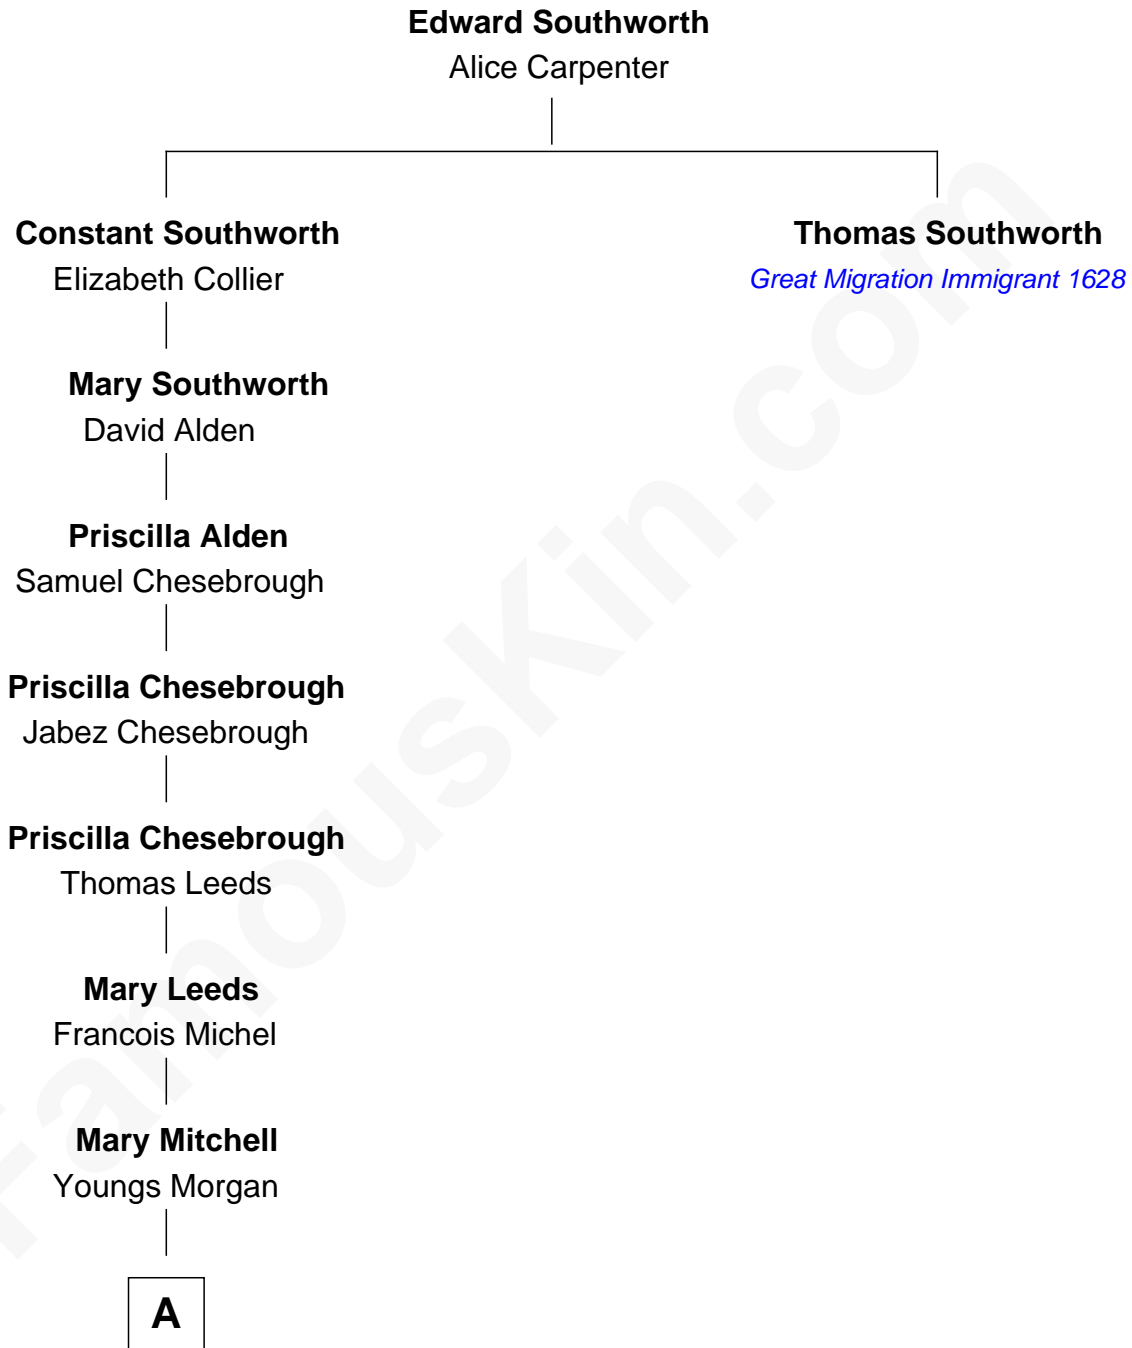 Edward Southworth
Alice Carpenter
Constant Southworth
Elizabeth Collier
Thomas Southworth
Great Migration Immigrant 1628
Mary Southworth
David Alden
Priscilla Alden
Samuel Chesebrough
Priscilla Chesebrough
Jabez Chesebrough
Priscilla Chesebrough
Thomas Leeds
Mary Leeds
Francois Michel
Mary Mitchell
Youngs Morgan
A
FamousKin.com